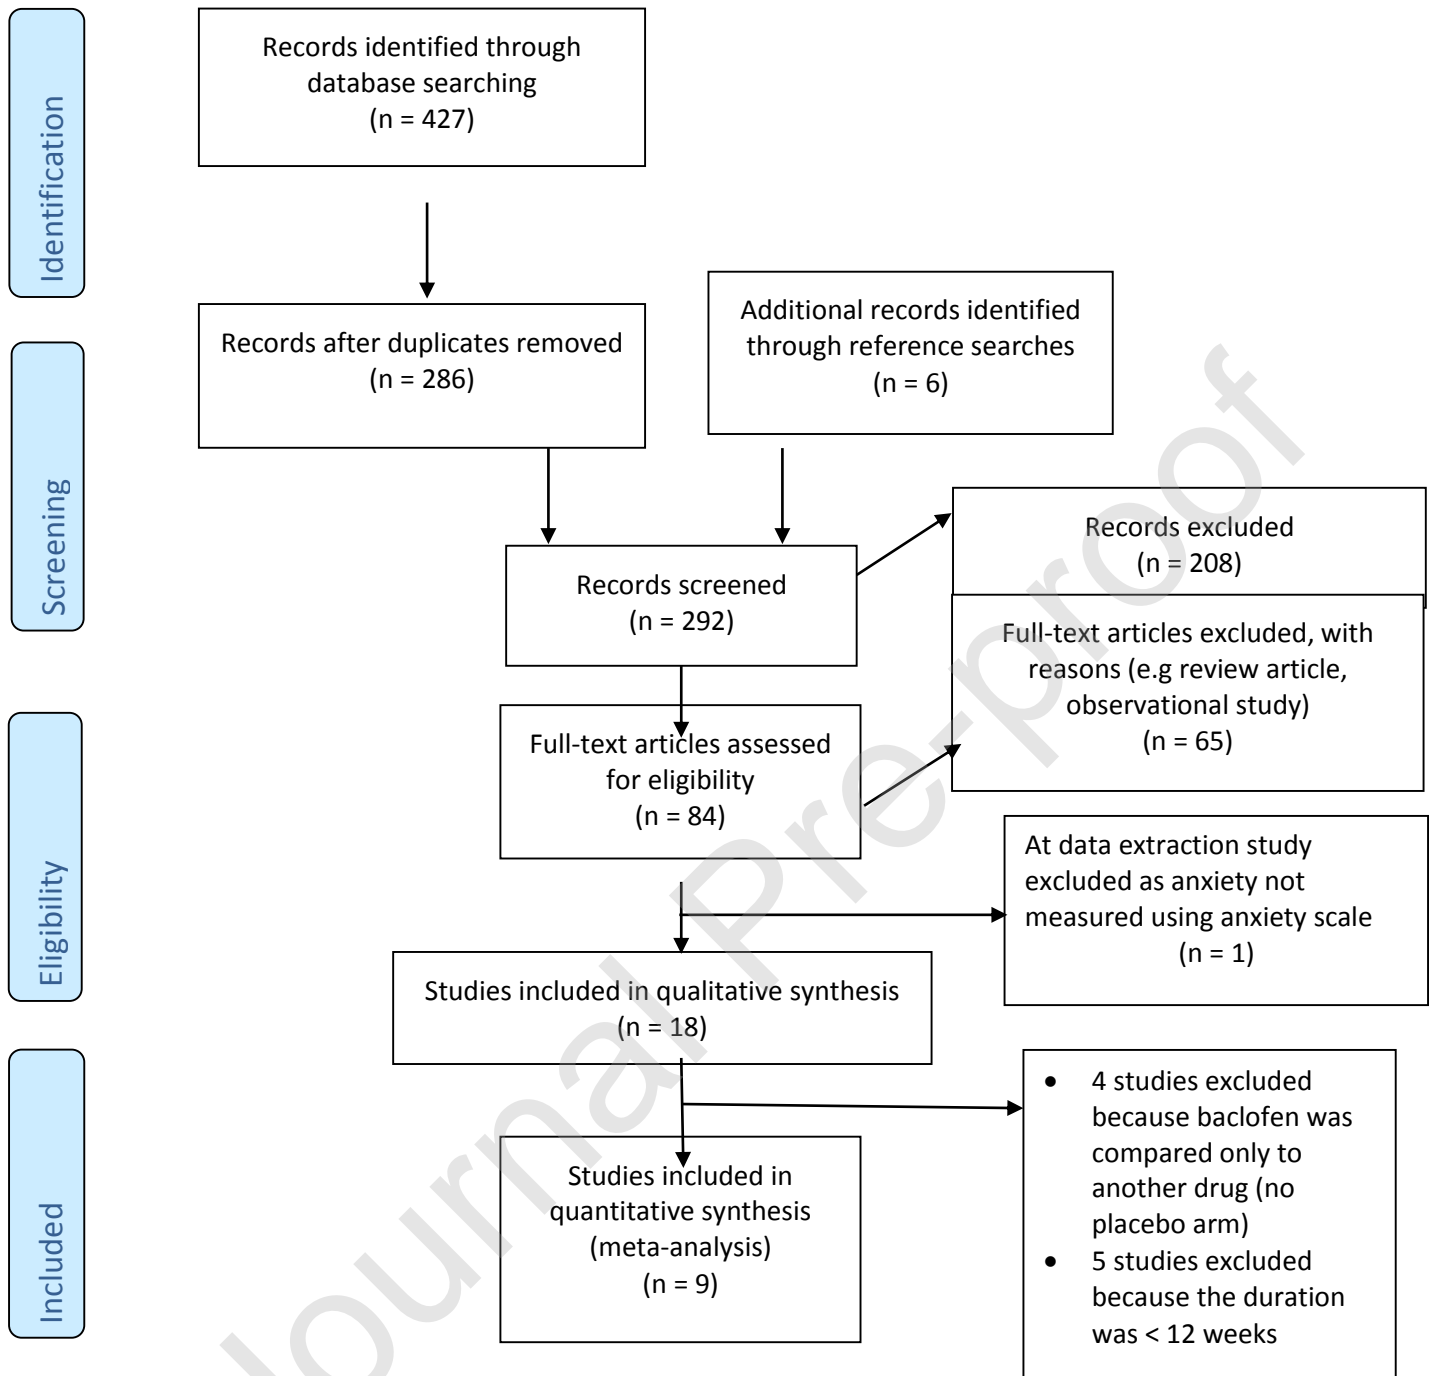 Identification
Records identified through
database searching
(n = 427)
Records after duplicates removed
(n = 286)
Additional records identified
through reference searches
(n = 6)
Screening
Records screened
(n = 292)
Records excluded
(n = 208)
Full-text articles assessed
for eligibility
(n = 84)
Full-text articles excluded, with
reasons (e.g review article,
observational study)
(n = 65)
Eligibility
At data extraction study
excluded as anxiety not
measured using anxiety scale
(n = 1)
Studies included in qualitative synthesis
(n = 18)
Included
Studies included in
quantitative synthesis
(meta-analysis)
(n = 9)
• 4 studies excluded
because baclofen was
compared only to
another drug (no
placebo arm)
• 5 studies excluded
because the duration
was < 12 weeks
Journal Pre-proof